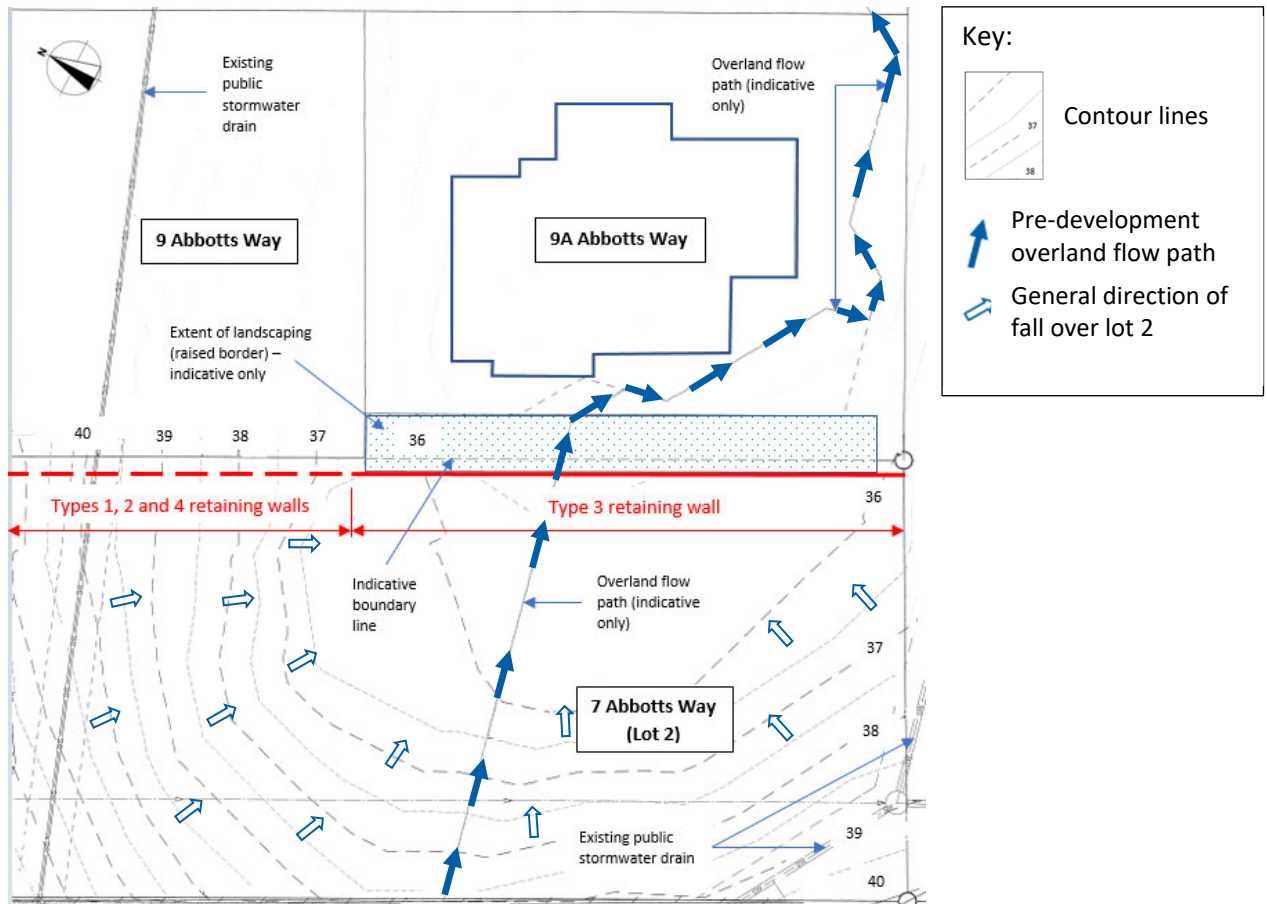 N
Existing
public
stormwater
drain
Overland flow
path (indicative
only)
9 Abbotts Way
9A Abbotts Way
Extent of landscaping
(raised border) –
indicative only
40
39
38
37
36
36
Types 1, 2 and 4 retaining walls
Type 3 retaining wall
Indicative
boundary
line
Overland flow
path (indicative
only)
37
7 Abbotts Way
(Lot 2)
38
Existing public
stormwater drain
39
40
Key:
37
38
Contour lines
Pre-development
overland flow path
General direction of
fall over lot 2